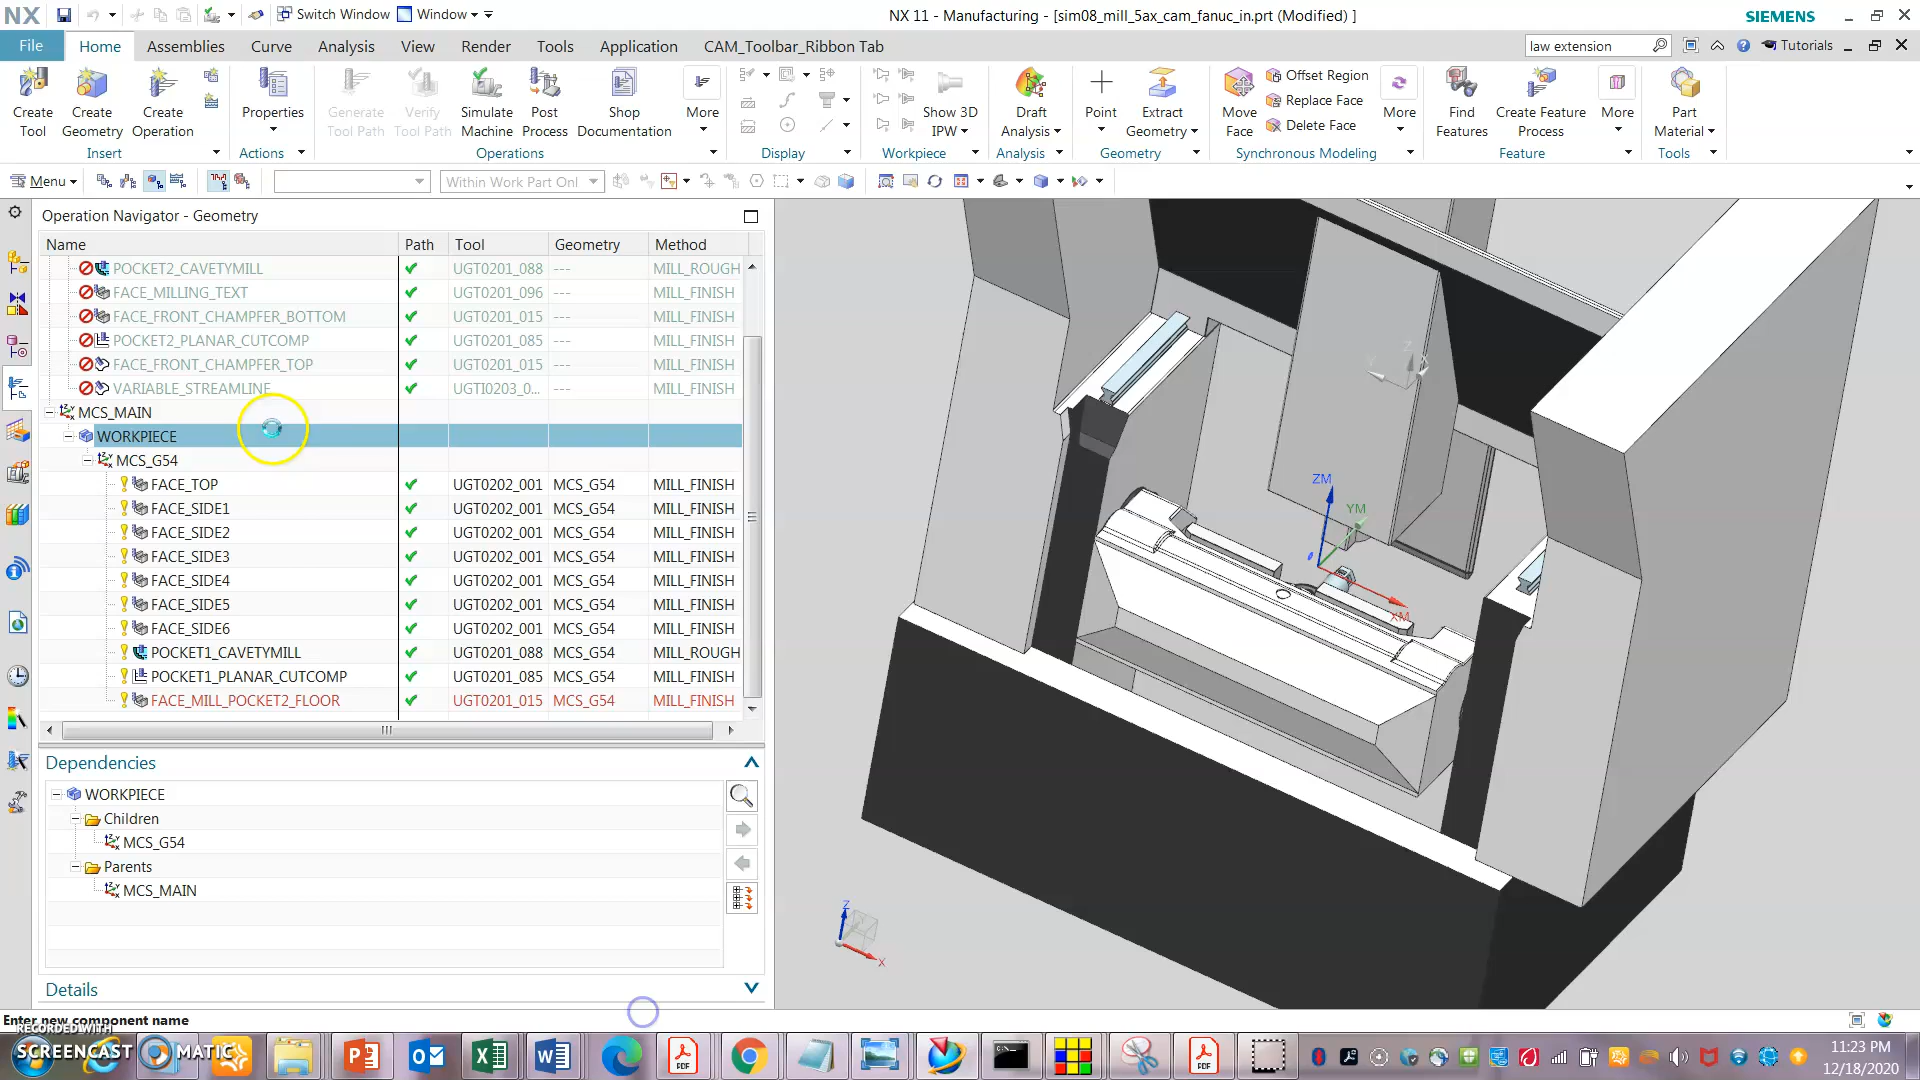 NX
Switch Window
Window
NX 11 - Manufacturing - [sim08_mill_5ax_cam_fanuc_in.prt (Modified) ]
SIEMENS
File
Home
Assemblies
Curve
Analysis
View
Select
Render
Tools
Application
CAM_Toolbar_Ribbon Tab
law extension
Tutorials
Create Tool
Create Geometry
Create Operation
Insert
Properties
Actions
Generate Tool Path
Verify Tool Path
Simulate Machine
Post Process
Shop Documentation
More
Operations
Display
Show 3D IPW
Workpiece
Draft Analysis
Analysis
Point
Extract Geometry
Geometry
Move Face
Offset Region
Replace Face
Delete Face
More
Synchronous Modeling
Find Features
Create Feature Process
More
Feature
Part Material
Tools
Menu
Within Work Part Onl
Operation Navigator - Geometry
Name Path Tool Geometry Method
POCKET2_CAVETYMILL UGT0201_088 --- MILL_ROUGH
FACE_MILLING_TEXT UGT0201_096 --- MILL_FINISH
FACE_FRONT_CHAMPFER_BOTTOM UGT0201_015 --- MILL_FINISH
POCKET2_PLANAR_CUTCOMP UGT0201_085 --- MILL_FINISH
FACE_FRONT_CHAMPFER_TOP UGT0201_015 --- MILL_FINISH
VARIABLE_STREAMLINE UGTI0203_0... --- MILL_FINISH
MCS_MAIN
WORKPIECE
MCS_G54
FACE_TOP UGT0202_001 MCS_G54 MILL_FINISH
FACE_SIDE1 UGT0202_001 MCS_G54 MILL_FINISH
FACE_SIDE2 UGT0202_001 MCS_G54 MILL_FINISH
FACE_SIDE3 UGT0202_001 MCS_G54 MILL_FINISH
FACE_SIDE4 UGT0202_001 MCS_G54 MILL_FINISH
FACE_SIDE5 UGT0202_001 MCS_G54 MILL_FINISH
FACE_SIDE6 UGT0202_001 MCS_G54 MILL_FINISH
POCKET1_CAVETYMILL UGT0201_088 MCS_G54 MILL_ROUGH
POCKET1_PLANAR_CUTCOMP UGT0201_085 MCS_G54 MILL_FINISH
FACE_MILL_POCKET2_FLOOR UGT0201_015 MCS_G54 MILL_FINISH
Dependencies
WORKPIECE
Children
MCS_G54
Parents
MCS_MAIN
Details
ZM
YM
XM
Z
X
Enter new component name
RECORDED WITH
SCREENCAST MATIC
11:23 PM
12/18/2020